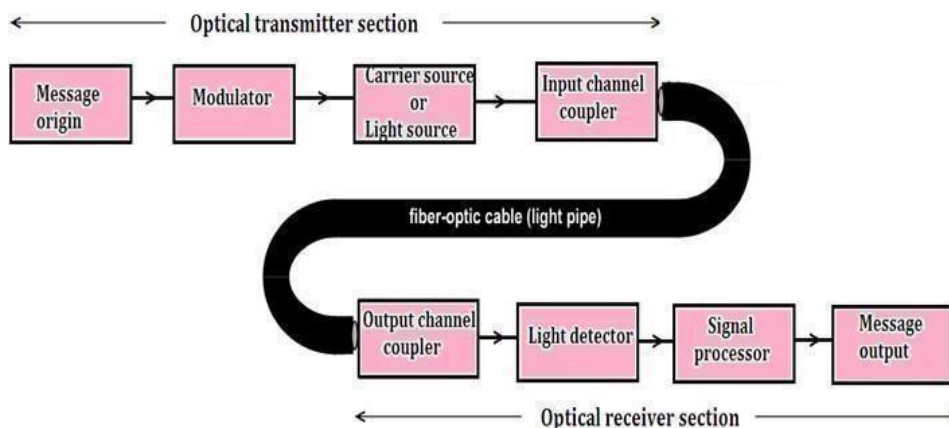 Optical transmitter section
Message
origin
Modulator
Carrier source
or
Light source
Input channel
coupler
fiber-optic cable (light pipe)
Output channel
coupler
Light detector
Signal
processor
Message
output
Optical receiver section